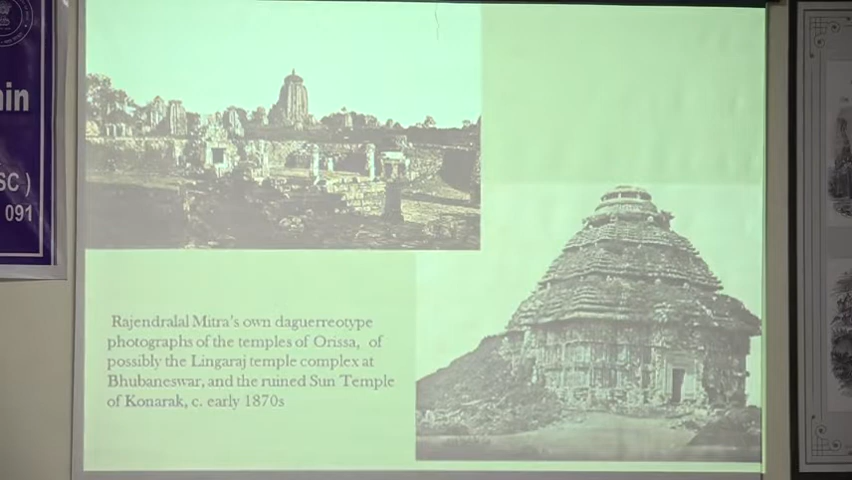 in
SC )
091
Rajendralal Mitra's own daguerreotype
photographs of the temples of Orissa, of
possibly the Lingaraj temple complex at
Bhubaneswar, and the ruined Sun Temple
of Konarak, c. early 1870s